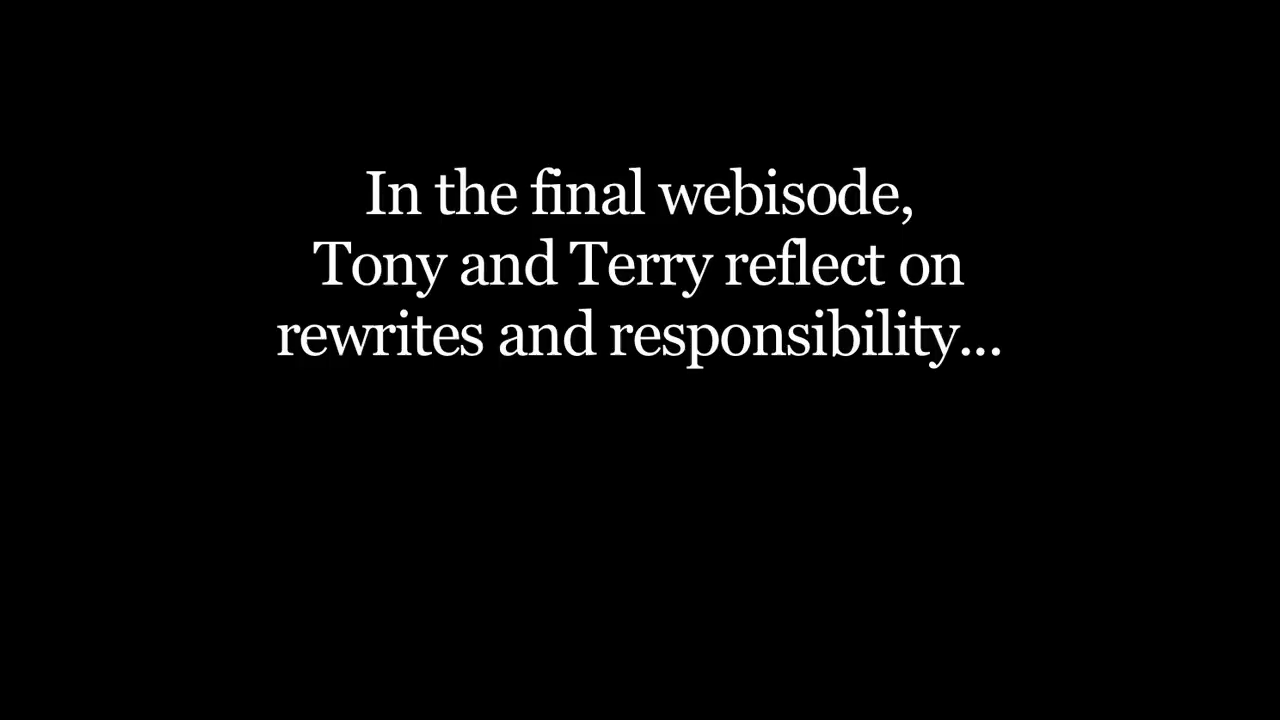 In the final webisode,
Tony and Terry reflect on
rewrites and responsibility...